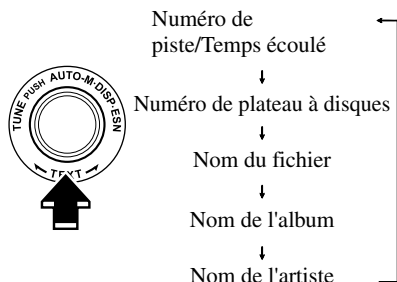 Numéro de
piste/Temps écoulé
TUNE PUSH AUTO-M·DISP·ESN
Numéro de plateau à disques
TEXT
Nom du fichier
Nom de l'album
Nom de l'artiste